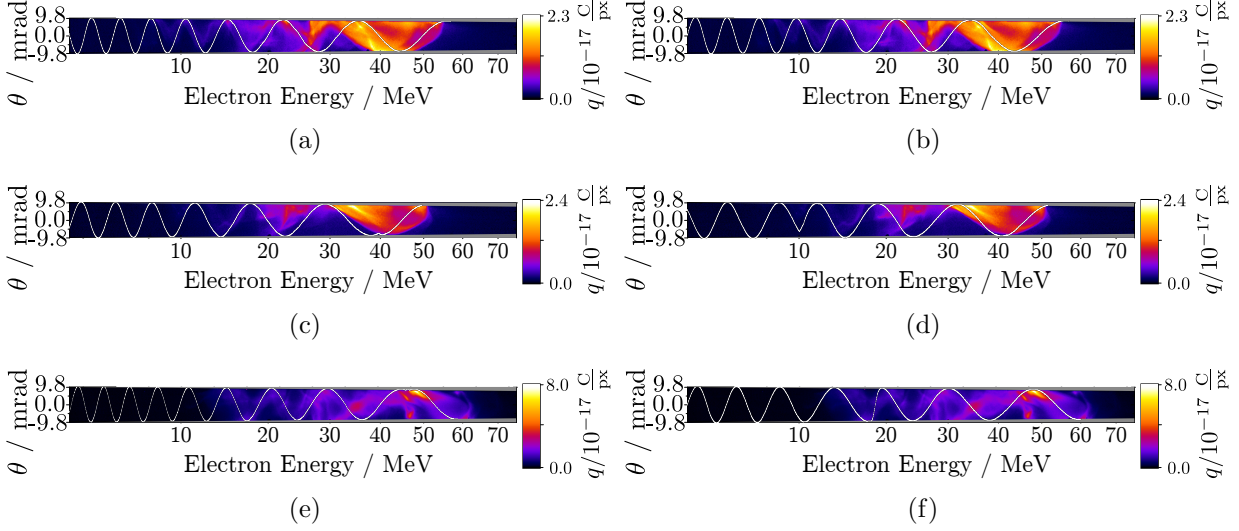 9.8
0.0
-9.8
θ / mrad
10 20 30 40 50 60 70
Electron Energy / MeV
2.3
0.0
q/10⁻¹⁷ C/px
(a)
9.8
0.0
-9.8
θ / mrad
10 20 30 40 50 60 70
Electron Energy / MeV
2.3
0.0
q/10⁻¹⁷ C/px
(b)
9.8
0.0
-9.8
θ / mrad
10 20 30 40 50 60 70
Electron Energy / MeV
2.4
0.0
q/10⁻¹⁷ C/px
(c)
9.8
0.0
-9.8
θ / mrad
10 20 30 40 50 60 70
Electron Energy / MeV
2.4
0.0
q/10⁻¹⁷ C/px
(d)
9.8
0.0
-9.8
θ / mrad
10 20 30 40 50 60 70
Electron Energy / MeV
8.0
0.0
q/10⁻¹⁷ C/px
(e)
9.8
0.0
-9.8
θ / mrad
10 20 30 40 50 60 70
Electron Energy / MeV
8.0
0.0
q/10⁻¹⁷ C/px
(f)